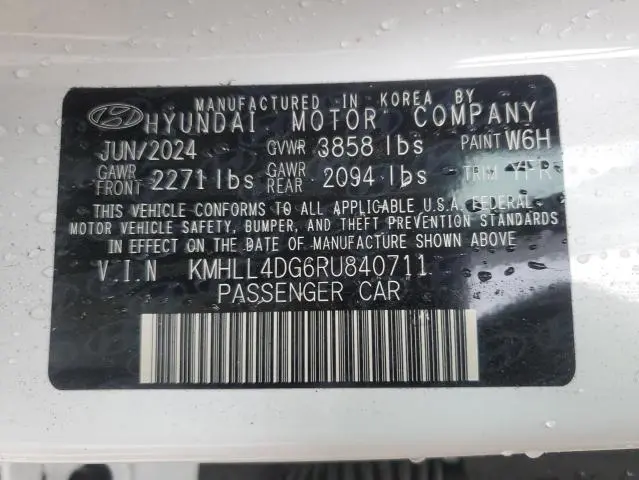 MANUFACTURED IN KOREA BY
HYUNDAI MOTOR COMPANY
JUN/2024 GVWR 3858 lbs PAINT W6H
GAWR FRONT 2271 lbs GAWR REAR 2094 lbs TRIM YFR
THIS VEHICLE CONFORMS TO ALL APPLICABLE U.S.A. FEDERAL
MOTOR VEHICLE SAFETY, BUMPER, AND THEFT PREVENTION STANDARDS
IN EFFECT ON THE DATE OF MANUFACTURE SHOWN ABOVE
V.I.N KMHLL4DG6RU840711
PASSENGER CAR